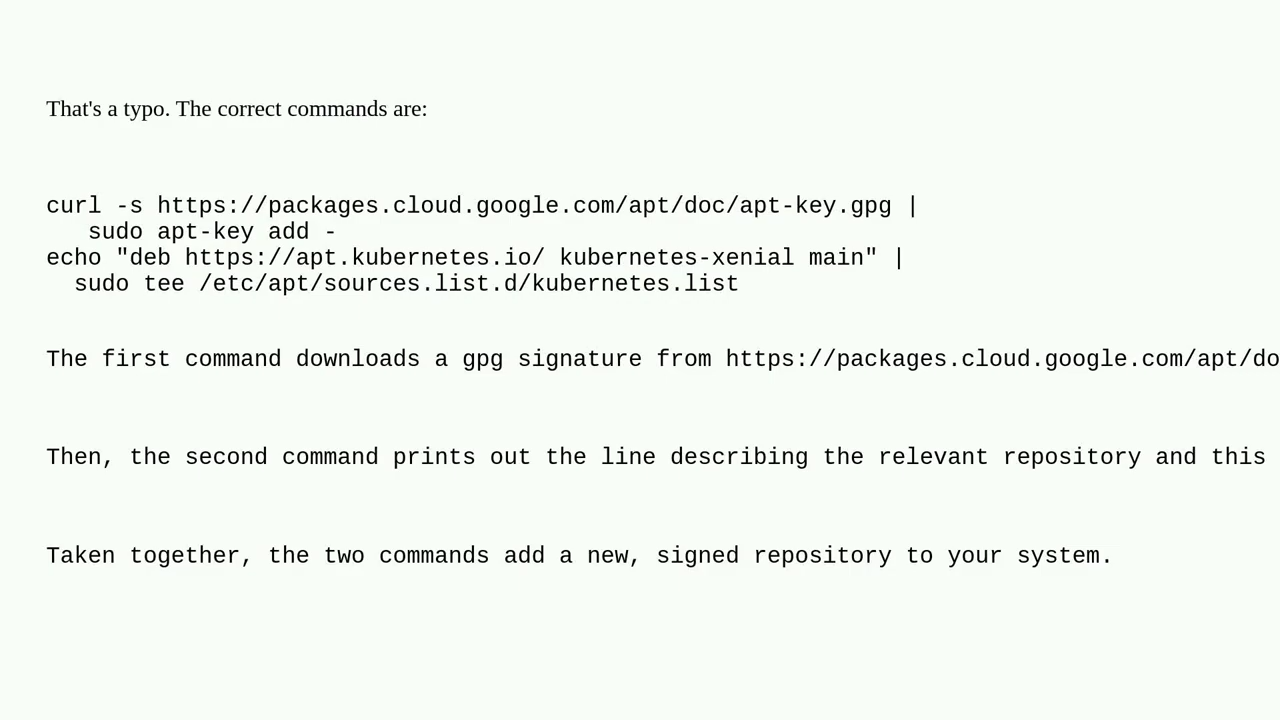 That's a typo. The correct commands are:
curl -s https://packages.cloud.google.com/apt/doc/apt-key.gpg |
   sudo apt-key add -
echo "deb https://apt.kubernetes.io/ kubernetes-xenial main" |
  sudo tee /etc/apt/sources.list.d/kubernetes.list
The first command downloads a gpg signature from https://packages.cloud.google.com/apt/do
Then, the second command prints out the line describing the relevant repository and this
Taken together, the two commands add a new, signed repository to your system.